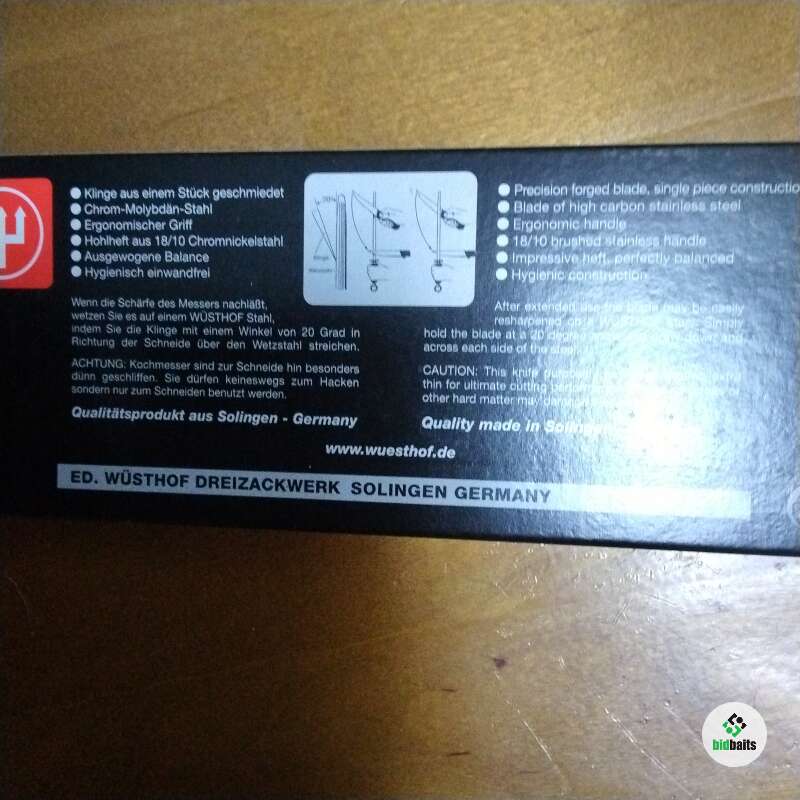 Klinge aus einem Stück geschmiedet
Chrom-Molybdän-Stahl
Ergonomischer Griff
Hohlheft aus 18/10 Chromnickelstahl
Ausgewogene Balance
Hygienisch einwandfrei
Wenn die Schärfe des Messers nachläßt,
wetzen Sie es auf einem WÜSTHOF Stahl,
indem Sie die Klinge mit einem Winkel von 20 Grad in
Richtung der Schneide über den Wetzstahl streichen.
ACHTUNG: Kochmesser sind zur Schneide hin besonders
dünn geschliffen. Sie dürfen keineswegs zum Hacken
sondern nur zum Schneiden benutzt werden.
Qualitätsprodukt aus Solingen - Germany
Precision forged blade, single piece constructio
Blade of high carbon stainless steel
Ergonomic handle
18/10 brushed stainless handle
Impressive heft, perfectly balanced
Hygienic construction
After extended use the blade may be easily
resharpened on a Simply
hold the blade at a 20 degree and
across each side of the steel.
CAUTION: This knife
thin for ultimate cutting
other hard matter may
Quality made in Solingen
www.wuesthof.de
ED. WÜSTHOF DREIZACKWERK SOLINGEN GERMANY
bidbaits